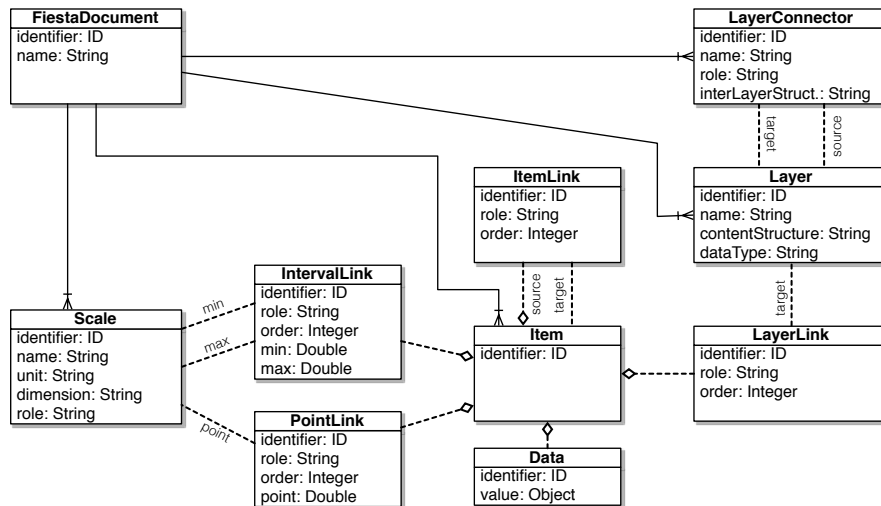 FiestaDocument
identifier: ID
name: String
LayerConnector
identifier: ID
name: String
role: String
interLayerStruct.: String
target
source
ItemLink
identifier: ID
role: String
order: Integer
Layer
identifier: ID
name: String
contentStructure: String
dataType: String
source
target
target
IntervalLink
identifier: ID
role: String
order: Integer
min: Double
max: Double
min
max
Scale
identifier: ID
name: String
unit: String
dimension: String
role: String
point
Item
identifier: ID
LayerLink
identifier: ID
role: String
order: Integer
PointLink
identifier: ID
role: String
order: Integer
point: Double
Data
identifier: ID
value: Object